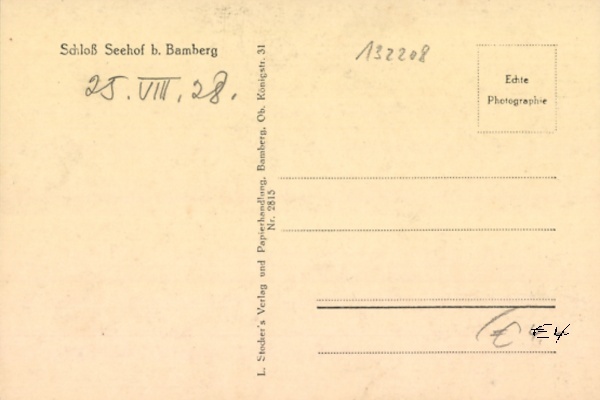 Schloß Seehof b. Bamberg
25. VIII. 28.
L. Stocker's Verlag und Papierhandlung, Bamberg, Ob. Königstr. 31
Nr. 2815
132208
Echte
Photographie
€ 4